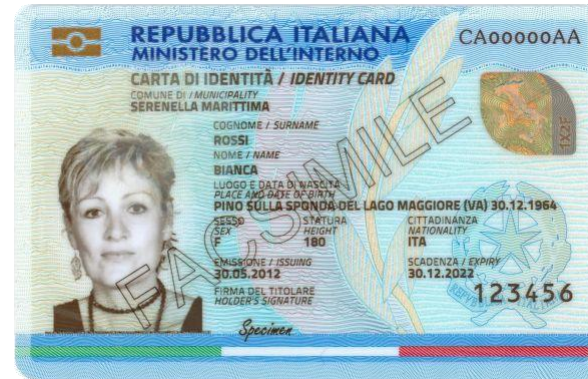 REPUBBLICA ITALIANA
MINISTERO DELL'INTERNO
CA00000AA
CARTA DI IDENTITÀ / IDENTITY CARD
COMUNE DI / MUNICIPALITY
SERENELLA MARITTIMA
COGNOME / SURNAME
ROSSI
NOME / NAME
BIANCA
LUOGO E DATA DI NASCITA
PLACE AND DATE OF BIRTH
PINO SULLA SPONDA DEL LAGO MAGGIORE (VA) 30.12.1964
SESSO STATURA CITTADINANZA
SEX HEIGHT NATIONALITY
F 180 ITA
EMISSIONE / ISSUING SCADENZA / EXPIRY
30.05.2012 30.12.2022
FIRMA DEL TITOLARE
HOLDER'S SIGNATURE
123456
Specimen
FACSIMILE
1X2F